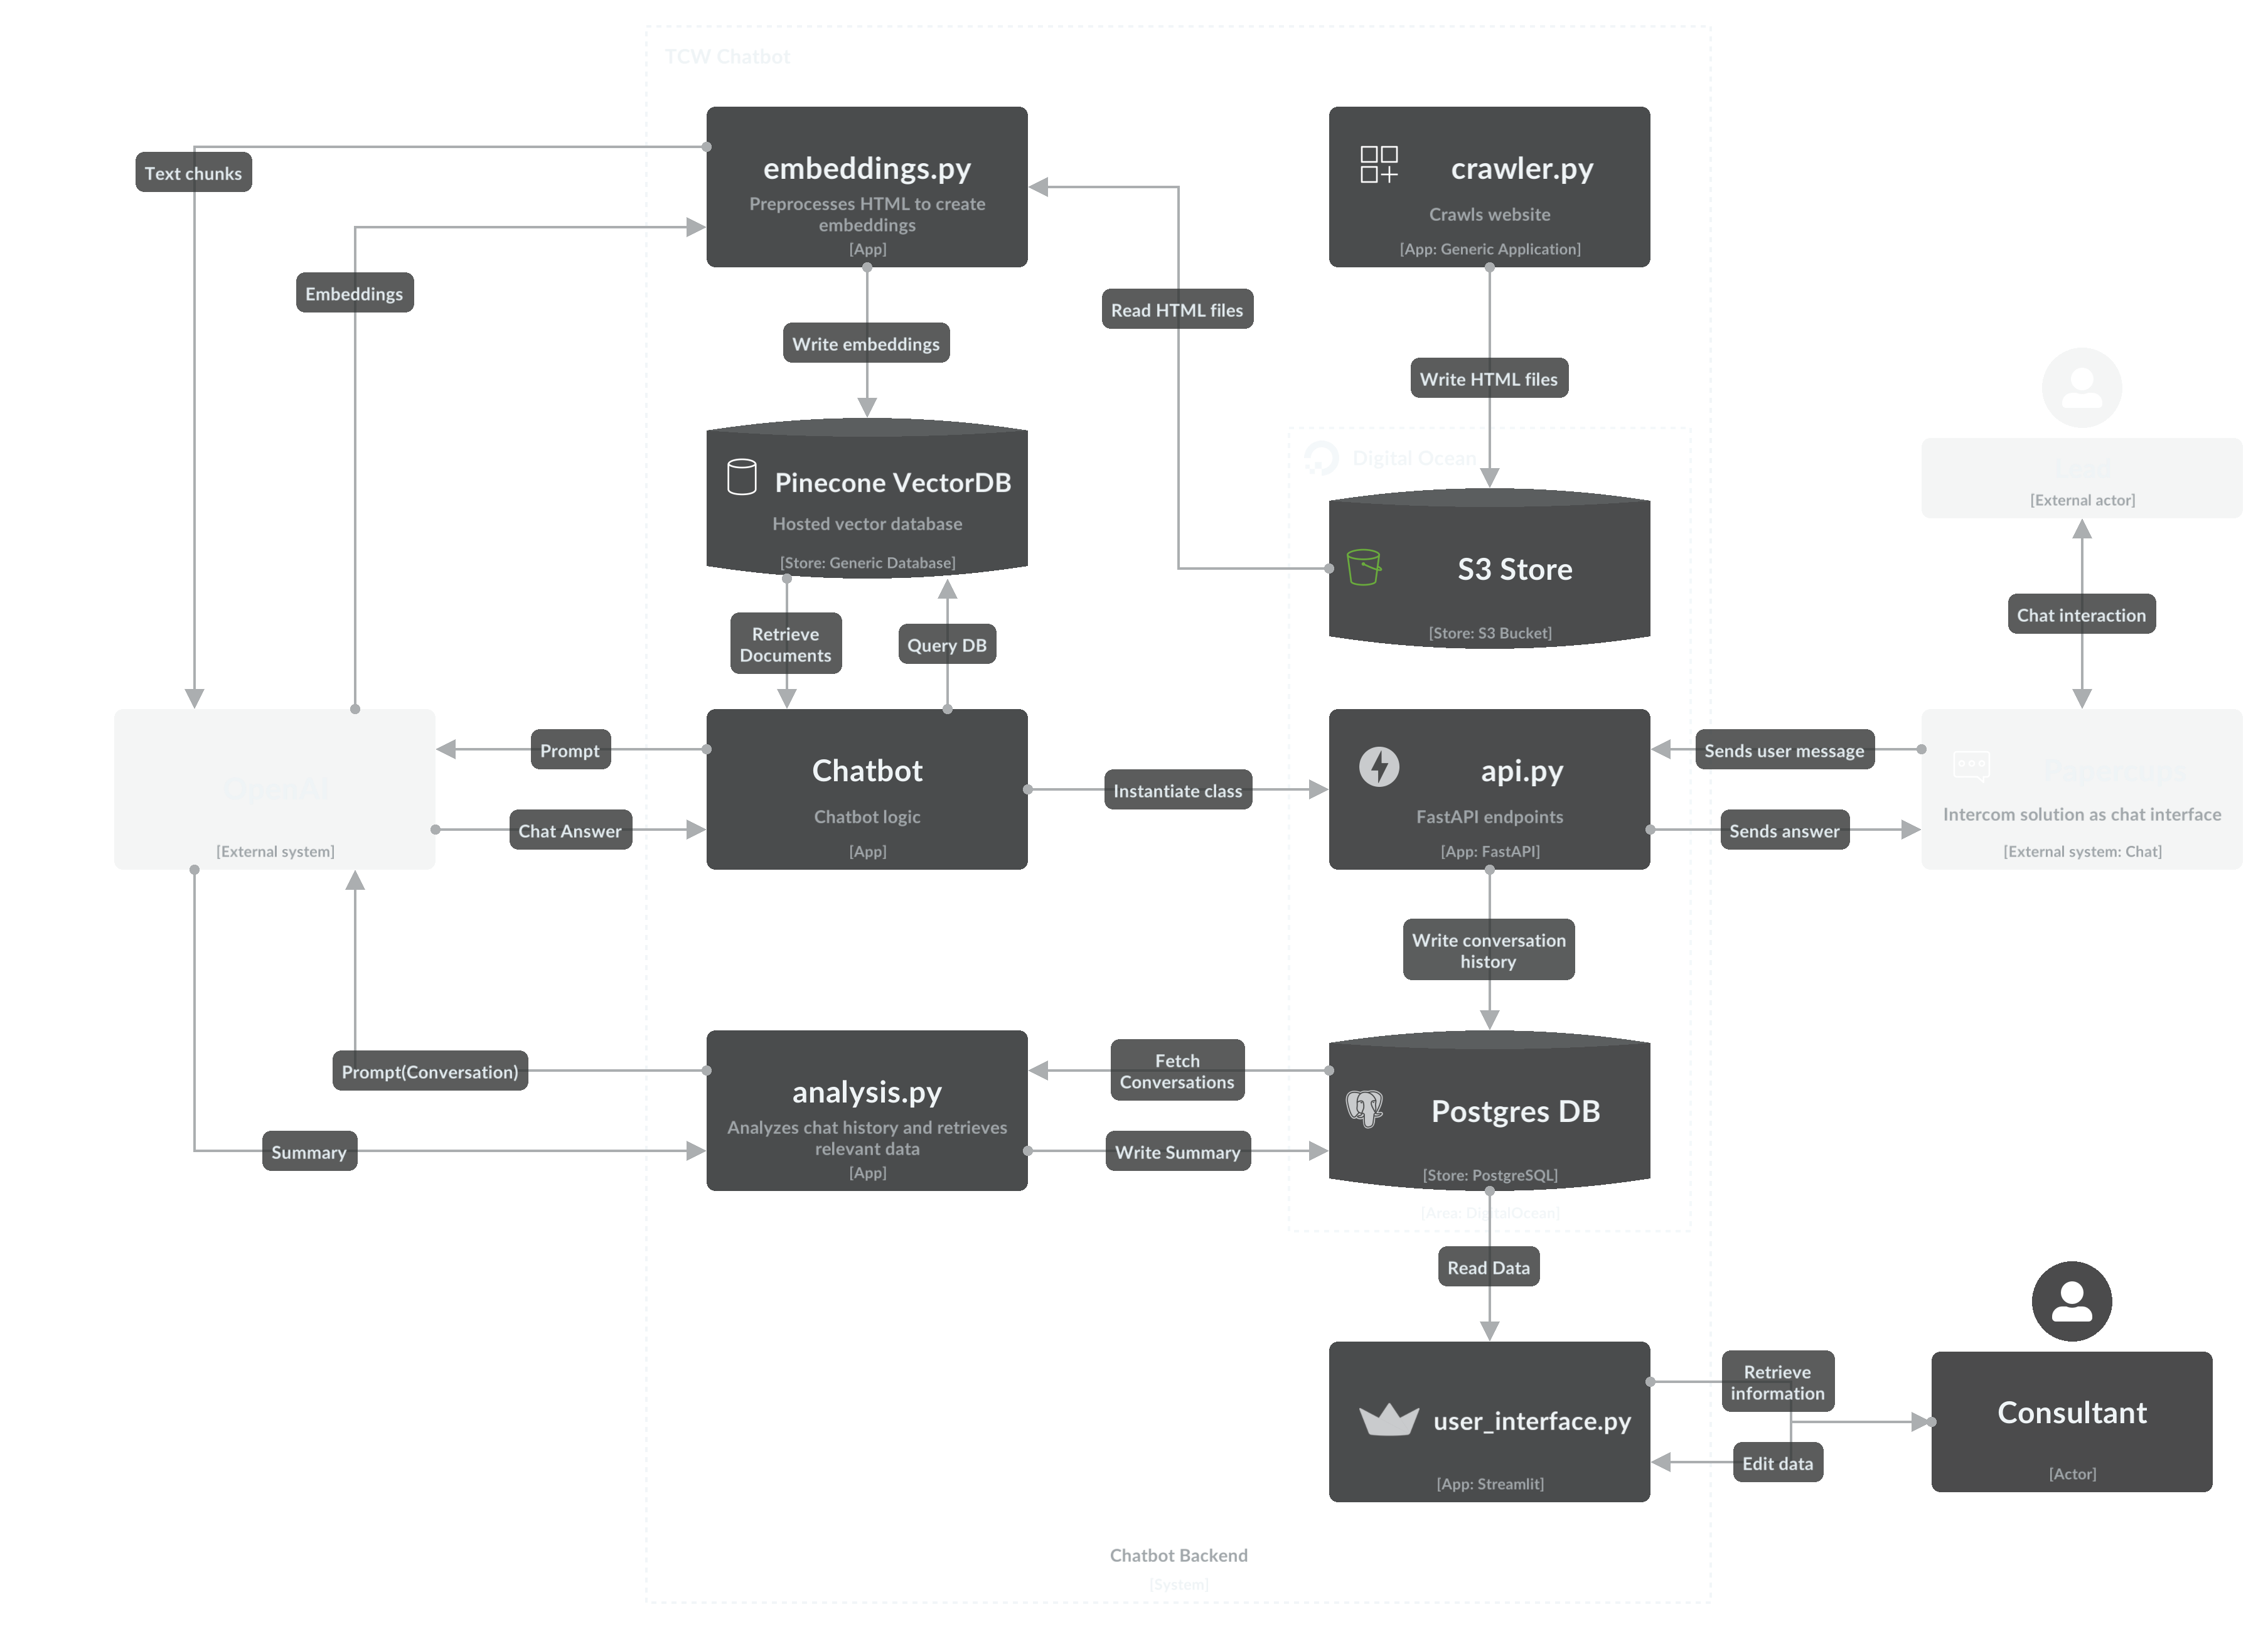 TCW Chatbot
embeddings.py
Preprocesses HTML to create
embeddings
[App]
crawler.py
Crawls website
[App: Generic Application]
Text chunks
Embeddings
Read HTML files
Write embeddings
Write HTML files
Digital Ocean
Pinecone VectorDB
Hosted vector database
[Store: Generic Database]
S3 Store
[Store: S3 Bucket]
Lead
[External actor]
Chat interaction
Retrieve
Documents
Query DB
OpenAI
[External system]
Prompt
Chat Answer
Chatbot
Chatbot logic
[App]
Instantiate class
api.py
FastAPI endpoints
[App: FastAPI]
Sends user message
Sends answer
Papercups
Intercom solution as chat interface
[External system: Chat]
Write conversation
history
Prompt(Conversation)
Summary
analysis.py
Analyzes chat history and retrieves
relevant data
[App]
Fetch
Conversations
Write Summary
Postgres DB
[Store: PostgreSQL]
[Area: DigitalOcean]
Read Data
user_interface.py
[App: Streamlit]
Retrieve
information
Edit data
Consultant
[Actor]
Chatbot Backend
[System]